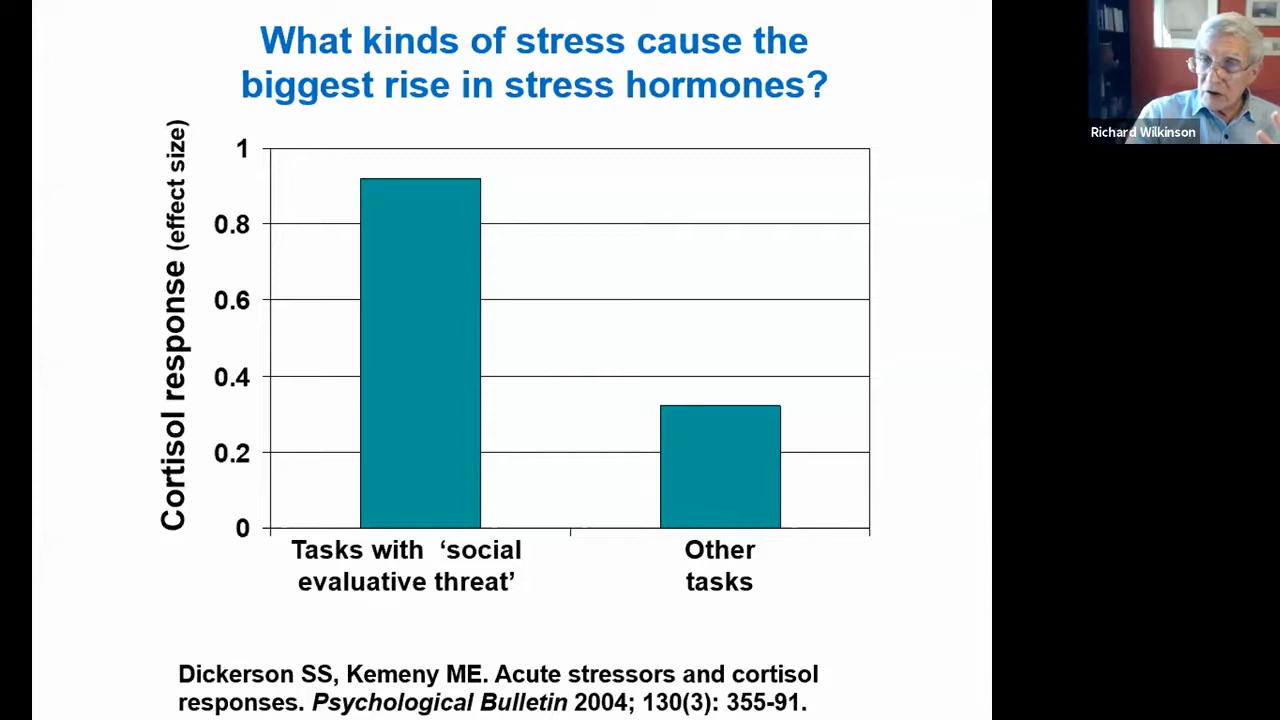 What kinds of stress cause the
biggest rise in stress hormones?
Cortisol response (effect size)
1
0.8
0.6
0.4
0.2
0
Tasks with ‘social
evaluative threat’
Other
tasks
Dickerson SS, Kemeny ME. Acute stressors and cortisol
responses. Psychological Bulletin 2004; 130(3): 355-91.
Richard Wilkinson